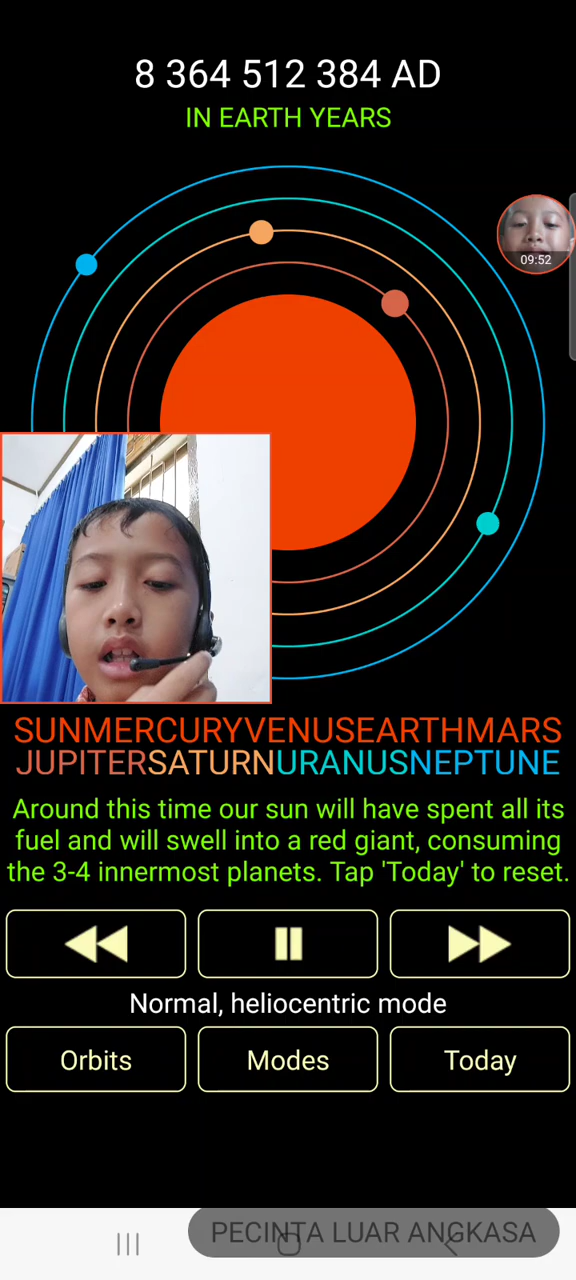 8 364 512 384 AD
IN EARTH YEARS
09:52
SUNMERCURYVENUSEARTHMARS
JUPITERSATURNURANUSNEPTUNE
Around this time our sun will have spent all its
fuel and will swell into a red giant, consuming
the 3-4 innermost planets. Tap 'Today' to reset.
Normal, heliocentric mode
Orbits Modes Today
PECINTA LUAR ANGKASA